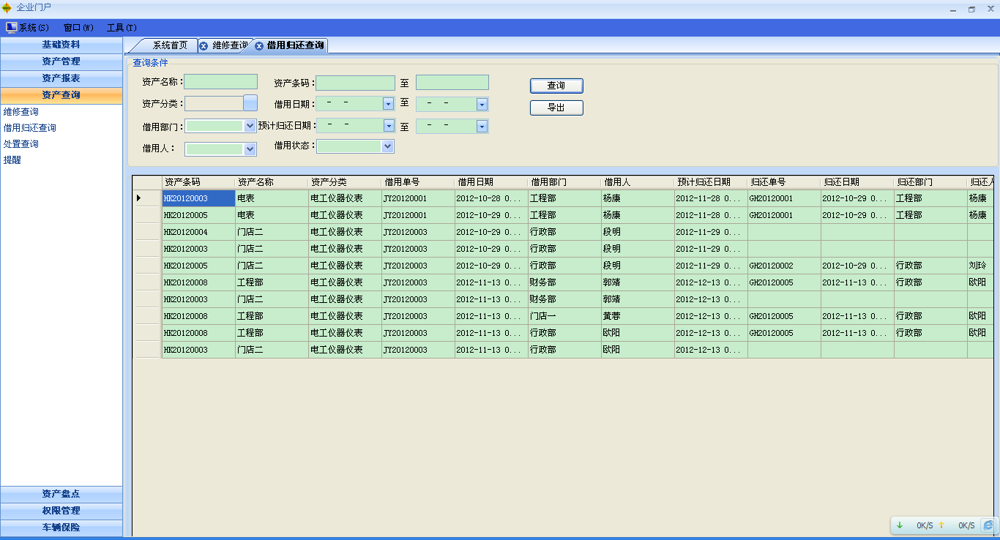 企业门户
系统(S) 窗口(W) 工具(T)
基础资料
资产管理
资产报表
资产查询
维修查询
借用归还查询
处置查询
提醒
资产盘点
权限管理
车辆保险
系统首页 维修查询 借用归还查询
查询条件
资产名称： 资产条码： 至 查询
资产分类： 借用日期： - - 至 - - 导出
借用部门： 预计归还日期： - - 至 - -
借用人： 借用状态：
资产条码 资产名称 资产分类 借用单号 借用日期 借用部门 借用人 预计归还日期 归还单号 归还日期 归还部门 归还人
HK20120003 电表 电工仪器仪表 JY20120001 2012-10-28 0... 工程部 杨康 2012-11-28 0... GH20120001 2012-10-29 0... 工程部 杨康
HK20120005 电表 电工仪器仪表 JY20120001 2012-10-29 0... 工程部 杨康 2012-11-28 0... GH20120001 2012-10-29 0... 工程部 杨康
HK20120004 门店二 电工仪器仪表 JY20120003 2012-10-29 0... 行政部 段明 2012-11-29 0...
HK20120003 门店二 电工仪器仪表 JY20120003 2012-10-29 0... 行政部 段明 2012-11-29 0...
HK20120005 门店二 电工仪器仪表 JY20120003 2012-10-29 0... 行政部 段明 2012-11-29 0... GH20120002 2012-10-29 0... 行政部 刘玲
HK20120008 工程部 电工仪器仪表 JY20120003 2012-11-13 0... 财务部 郭靖 2012-12-13 0... GH20120005 2012-11-13 0... 行政部 欧阳
HK20120003 门店二 电工仪器仪表 JY20120003 2012-11-13 0... 财务部 郭靖 2012-12-13 0...
HK20120008 工程部 电工仪器仪表 JY20120003 2012-11-13 0... 门店一 黄蓉 2012-12-13 0... GH20120005 2012-11-13 0... 行政部 欧阳
HK20120008 工程部 电工仪器仪表 JY20120003 2012-11-13 0... 行政部 欧阳 2012-12-13 0... GH20120005 2012-11-13 0... 行政部 欧阳
HK20120003 门店二 电工仪器仪表 JY20120003 2012-11-13 0... 行政部 欧阳 2012-12-13 0...
0K/S 0K/S